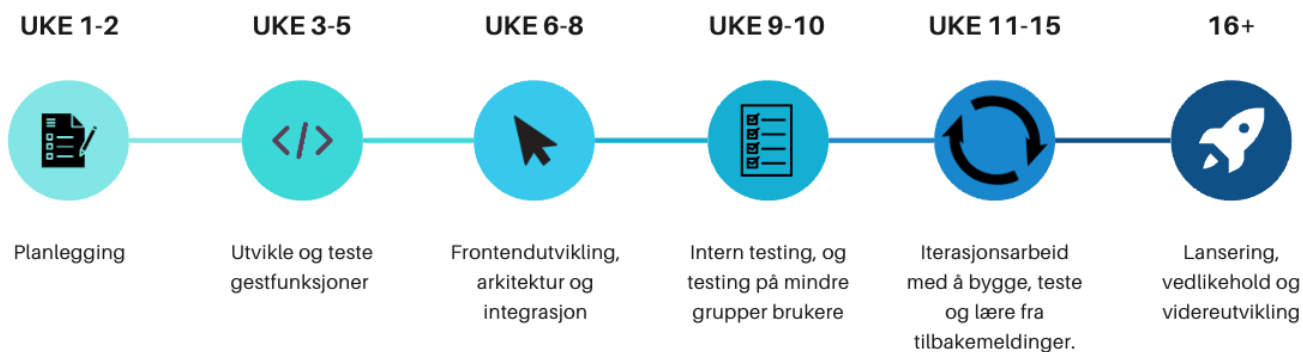 UKE 1-2
UKE 3-5
UKE 6-8
UKE 9-10
UKE 11-15
16+
Planlegging
Utvikle og teste
gestfunksjoner
Frontendutvikling,
arkitektur og
integrasjon
Intern testing, og
testing på mindre
grupper brukere
Iterasjonsarbeid
med å bygge, teste
og lære fra
tilbakemeldinger.
Lansering,
vedlikehold og
videreutvikling